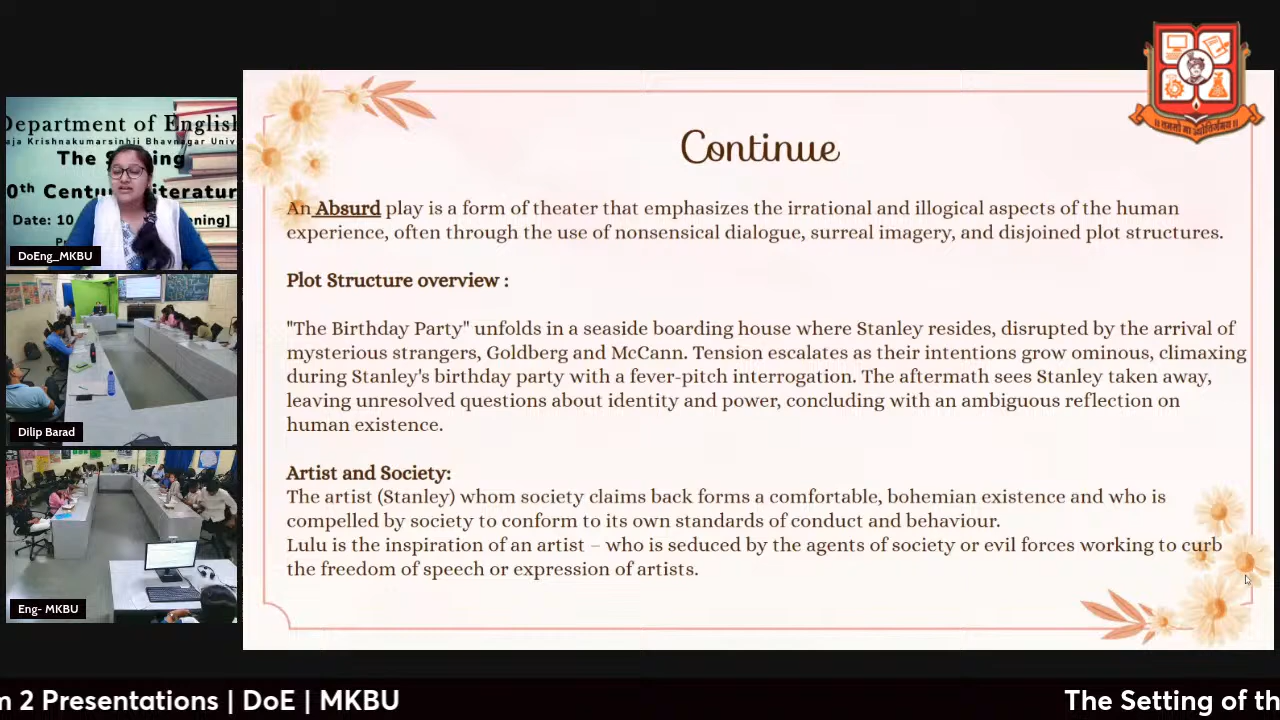 Department of English
aja Krishnakumarsinhji Bhavnagar Univ
The S ing
0th Centu iteratur
Date: 10 ening]
DoEng_MKBU
Dilip Barad
Eng- MKBU
Continue
An Absurd play is a form of theater that emphasizes the irrational and illogical aspects of the human
experience, often through the use of nonsensical dialogue, surreal imagery, and disjoined plot structures.
Plot Structure overview :
"The Birthday Party" unfolds in a seaside boarding house where Stanley resides, disrupted by the arrival of
mysterious strangers, Goldberg and McCann. Tension escalates as their intentions grow ominous, climaxing
during Stanley's birthday party with a fever-pitch interrogation. The aftermath sees Stanley taken away,
leaving unresolved questions about identity and power, concluding with an ambiguous reflection on
human existence.
Artist and Society:
The artist (Stanley) whom society claims back forms a comfortable, bohemian existence and who is
compelled by society to conform to its own standards of conduct and behaviour.
Lulu is the inspiration of an artist – who is seduced by the agents of society or evil forces working to curb
the freedom of speech or expression of artists.
m 2 Presentations | DoE | MKBU
The Setting of th